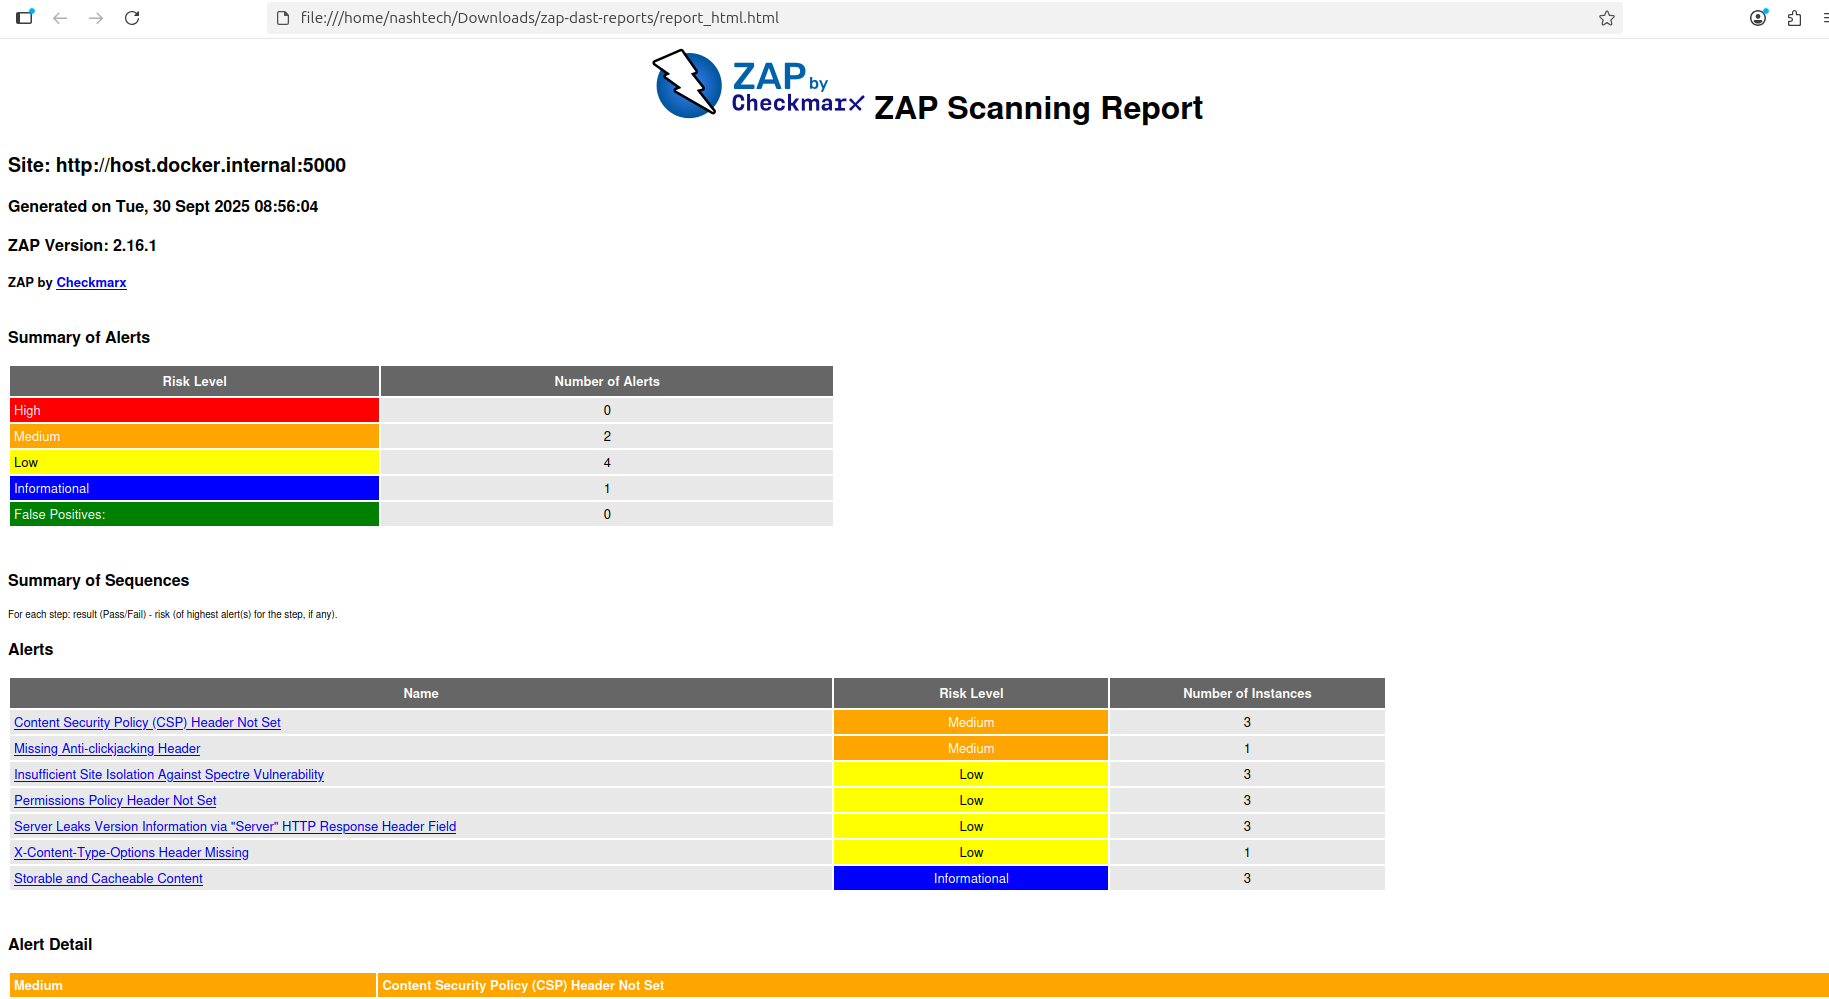 file:///home/nashtech/Downloads/zap-dast-reports/report_html.html
ZAP by
Checkmarx
ZAP Scanning Report
Site: http://host.docker.internal:5000
Generated on Tue, 30 Sept 2025 08:56:04
ZAP Version: 2.16.1
ZAP by Checkmarx
Summary of Alerts
Risk Level Number of Alerts
High 0
Medium 2
Low 4
Informational 1
False Positives: 0
Summary of Sequences
For each step: result (Pass/Fail) - risk (of highest alert(s) for the step, if any).
Alerts
Name Risk Level Number of Instances
Content Security Policy (CSP) Header Not Set Medium 3
Missing Anti-clickjacking Header Medium 1
Insufficient Site Isolation Against Spectre Vulnerability Low 3
Permissions Policy Header Not Set Low 3
Server Leaks Version Information via "Server" HTTP Response Header Field Low 3
X-Content-Type-Options Header Missing Low 1
Storable and Cacheable Content Informational 3
Alert Detail
Medium Content Security Policy (CSP) Header Not Set